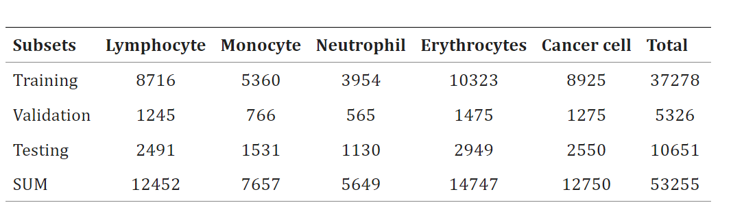 Subsets Lymphocyte Monocyte Neutrophil Erythrocytes Cancer cell Total
Training 8716 5360 3954 10323 8925 37278
Validation 1245 766 565 1475 1275 5326
Testing 2491 1531 1130 2949 2550 10651
SUM 12452 7657 5649 14747 12750 53255